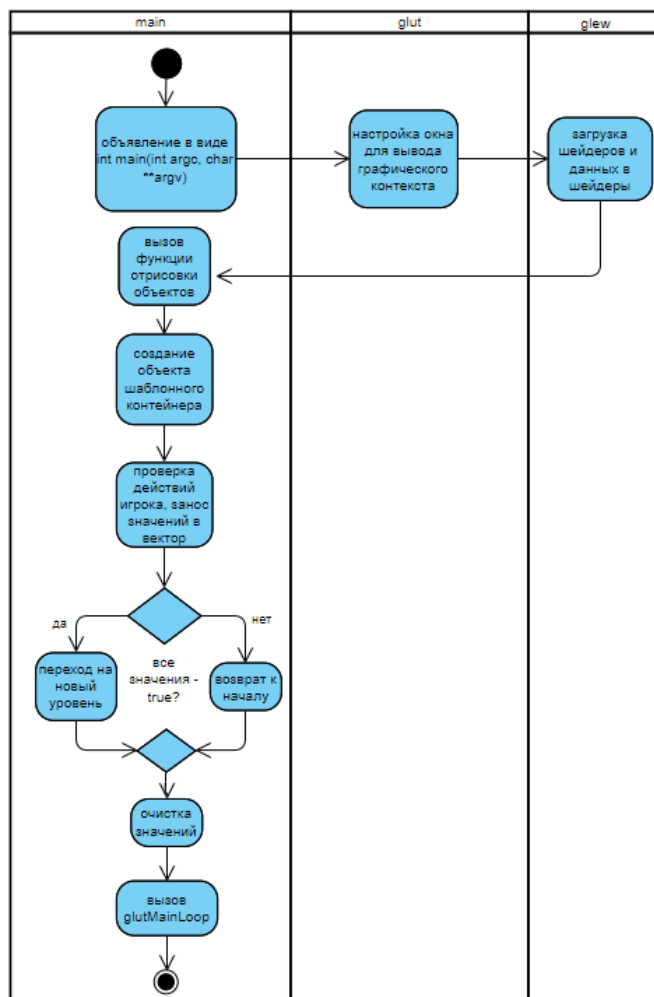 main
glut
glew
объявление в виде
int main(int argc, char
**argv)
настройка окна
для вывода
графического
контекста
загрузка
шейдеров и
данных в
шейдеры
вызов
функции
отрисовки
объектов
создание
объекта
шаблонного
контейнера
проверка
действий
игрока, занос
значений в
вектор
да
нет
все
значения -
true?
переход на
новый
уровень
возврат к
началу
очистка
значений
вызов
glutMainLoop